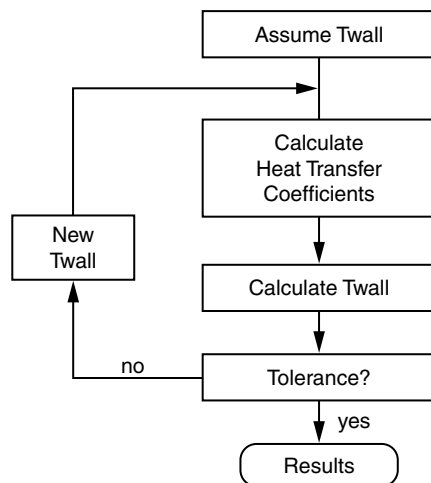 Assume Twall
Calculate
Heat Transfer
Coefficients
New
Twall
Calculate Twall
no
Tolerance?
yes
Results